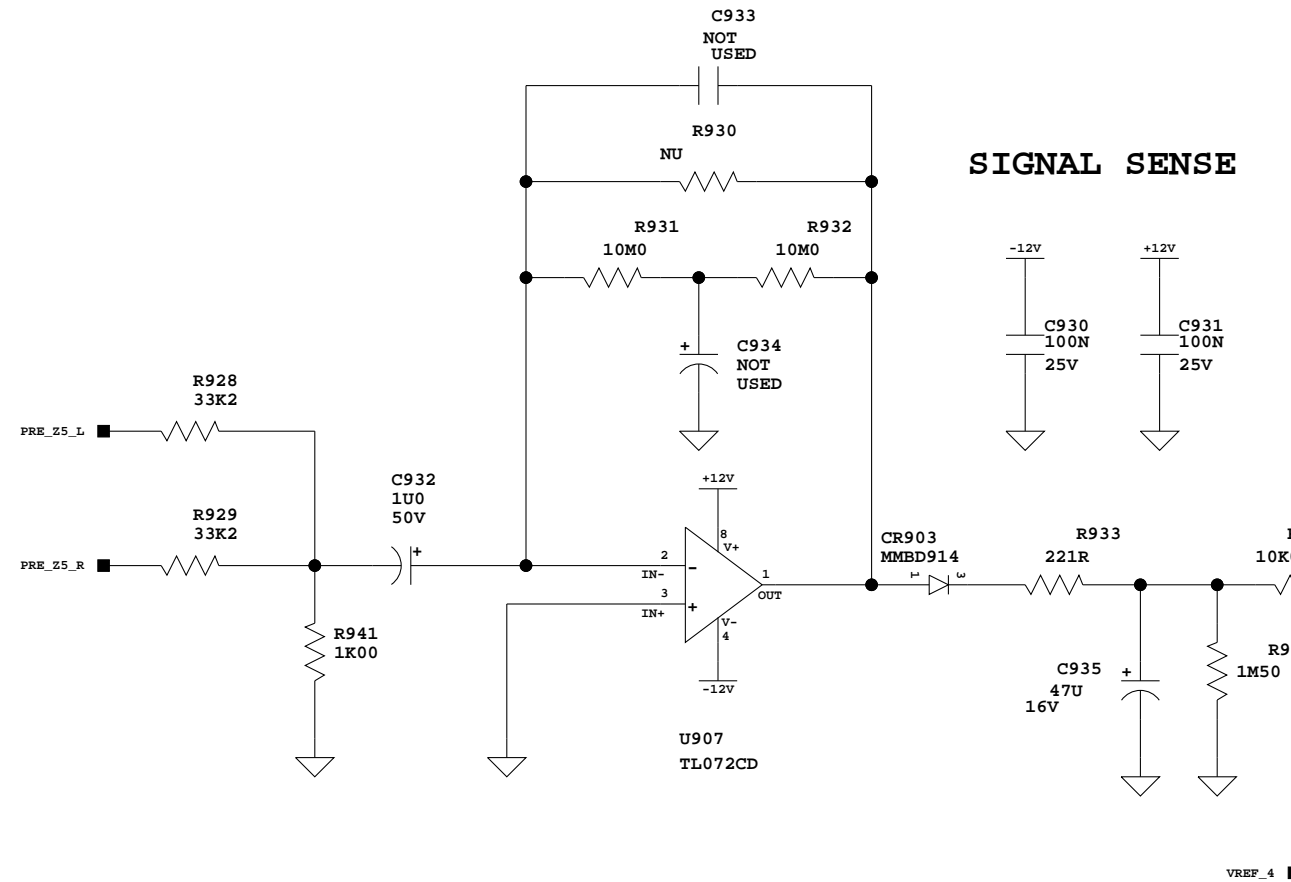 C933
NOT
USED
R930
NU
SIGNAL SENSE
R931
10M0
R932
10M0
-12V
+12V
C930
100N
25V
C931
100N
25V
C934
NOT
USED
+
R928
33K2
PRE_Z5_L
C932
1U0
50V
+
R929
33K2
PRE_Z5_R
+12V
8
V+
2
IN-
-
3
IN+
+
1
OUT
V-
4
-12V
CR903
MMBD914
1
3
R933
221R
R941
1K00
C935
47U
16V
+
1M50
U907
TL072CD
VREF_4